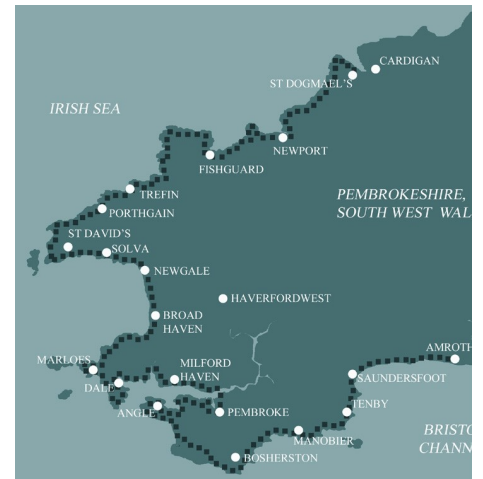 CARDIGAN
ST DOGMAEL'S
IRISH SEA
NEWPORT
FISHGUARD
TREFIN
PEMBROKESHIRE,
SOUTH WEST WAL
PORTHGAIN
ST DAVID'S
SOLVA
NEWGALE
HAVERFORDWEST
BROAD
HAVEN
AMROTH
MARLOES
MILFORD
HAVEN
DALE
SAUNDERSFOOT
ANGLE
PEMBROKE
TENBY
BRISTO
CHANN
MANOBIER
BOSHERSTON